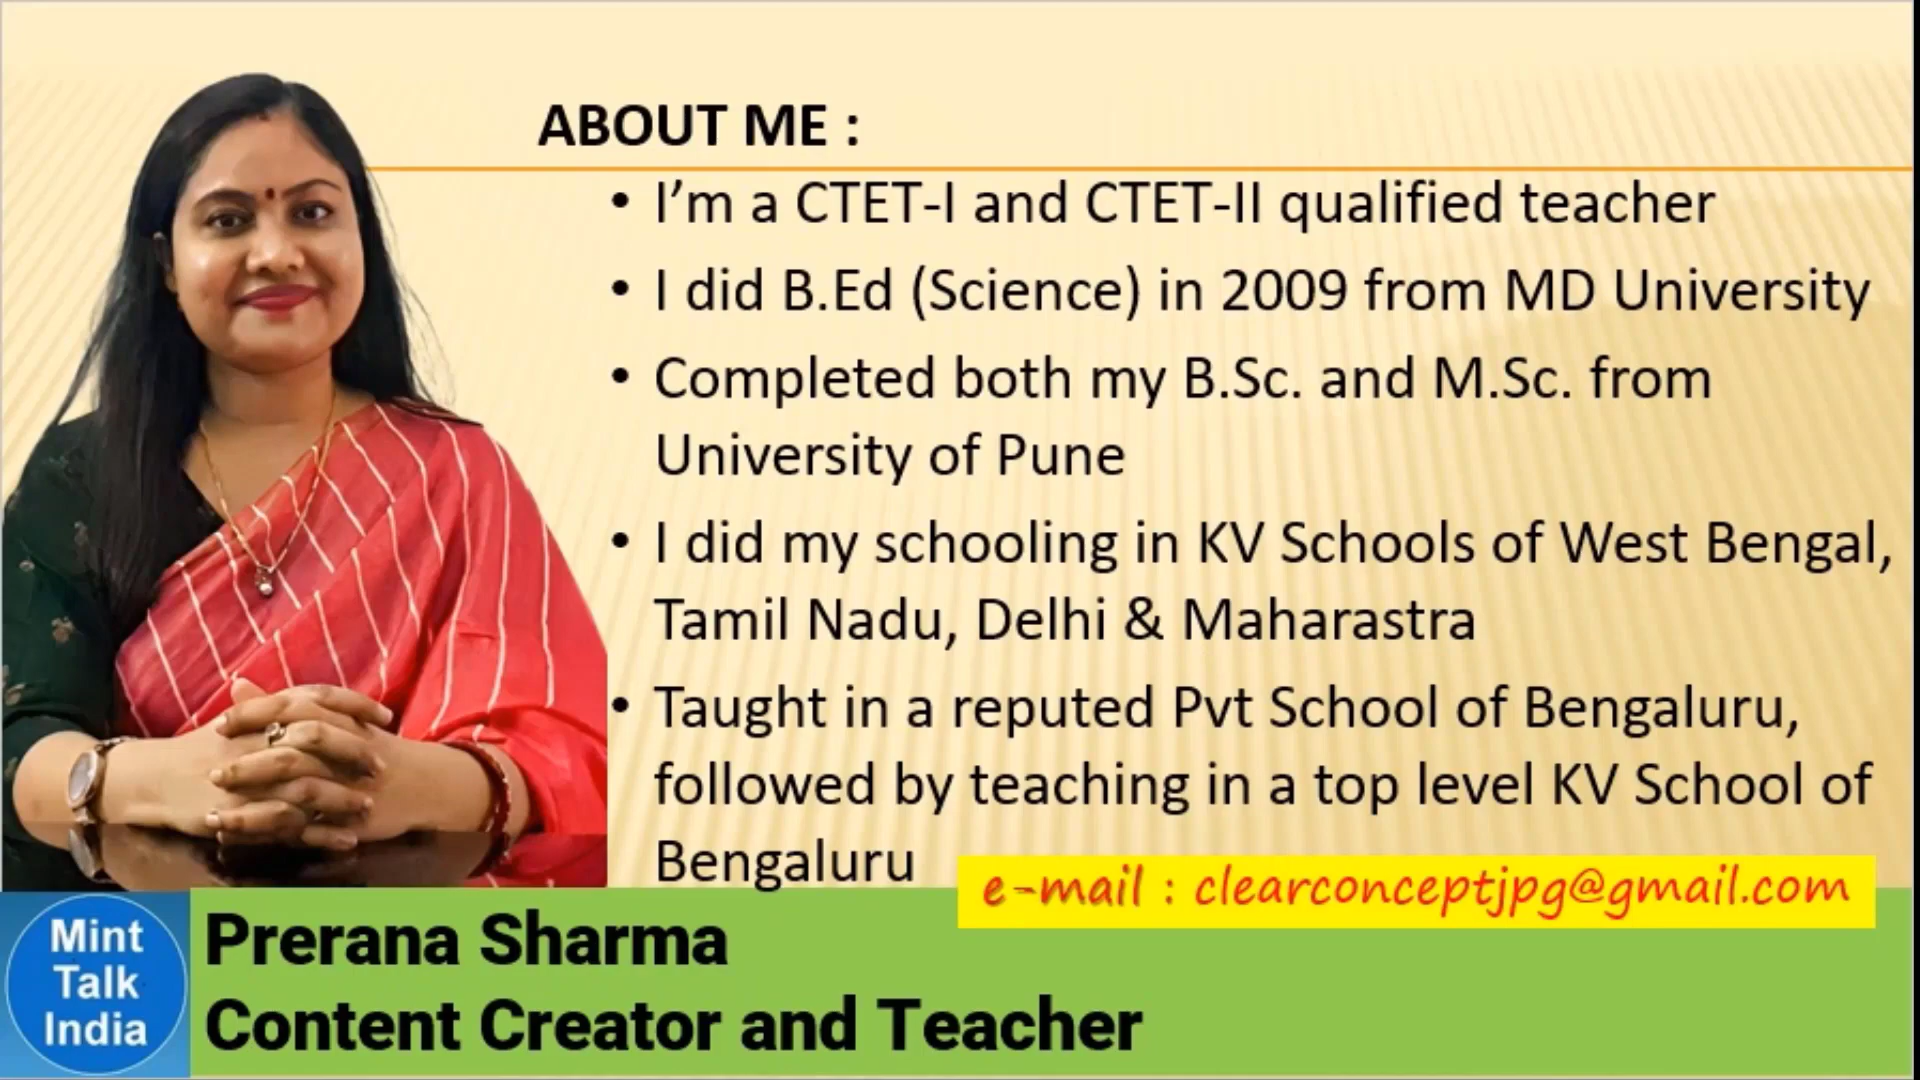 ABOUT ME :
• I’m a CTET-I and CTET-II qualified teacher
• I did B.Ed (Science) in 2009 from MD University
• Completed both my B.Sc. and M.Sc. from
University of Pune
• I did my schooling in KV Schools of West Bengal,
Tamil Nadu, Delhi & Maharastra
• Taught in a reputed Pvt School of Bengaluru,
followed by teaching in a top level KV School of
Bengaluru
e-mail : clearconceptjpg@gmail.com
Mint
Talk
India
Prerana Sharma
Content Creator and Teacher